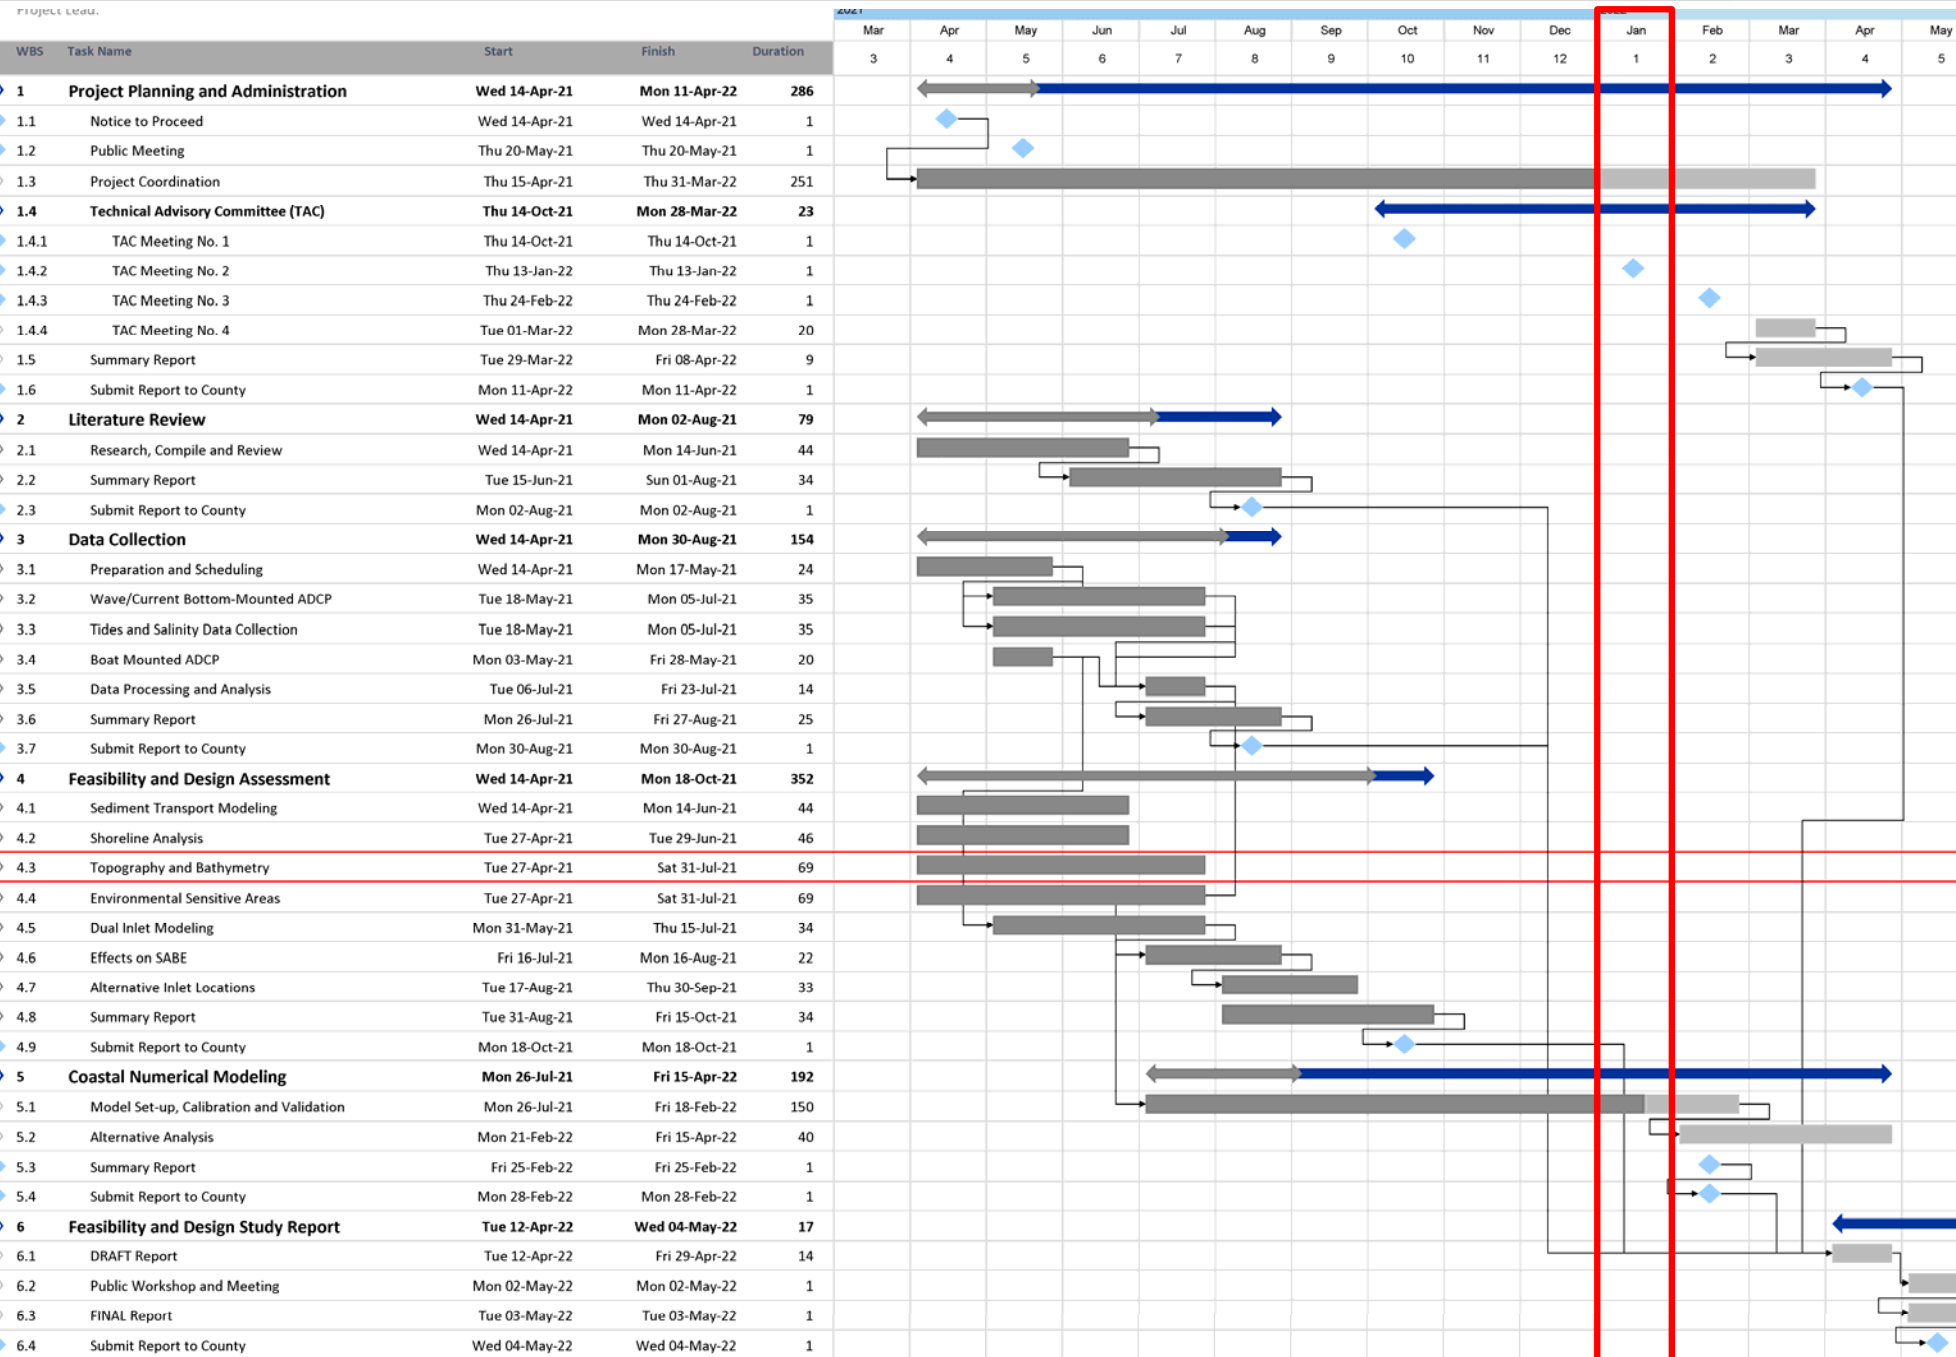 Project Lead:
2021 2022
Mar Apr May Jun Jul Aug Sep Oct Nov Dec Jan Feb Mar Apr May
WBS Task Name Start Finish Duration 3 4 5 6 7 8 9 10 11 12 1 2 3 4 5
1 Project Planning and Administration Wed 14-Apr-21 Mon 11-Apr-22 286
1.1 Notice to Proceed Wed 14-Apr-21 Wed 14-Apr-21 1
1.2 Public Meeting Thu 20-May-21 Thu 20-May-21 1
1.3 Project Coordination Thu 15-Apr-21 Thu 31-Mar-22 251
1.4 Technical Advisory Committee (TAC) Thu 14-Oct-21 Mon 28-Mar-22 23
1.4.1 TAC Meeting No. 1 Thu 14-Oct-21 Thu 14-Oct-21 1
1.4.2 TAC Meeting No. 2 Thu 13-Jan-22 Thu 13-Jan-22 1
1.4.3 TAC Meeting No. 3 Thu 24-Feb-22 Thu 24-Feb-22 1
1.4.4 TAC Meeting No. 4 Tue 01-Mar-22 Mon 28-Mar-22 20
1.5 Summary Report Tue 29-Mar-22 Fri 08-Apr-22 9
1.6 Submit Report to County Mon 11-Apr-22 Mon 11-Apr-22 1
2 Literature Review Wed 14-Apr-21 Mon 02-Aug-21 79
2.1 Research, Compile and Review Wed 14-Apr-21 Mon 14-Jun-21 44
2.2 Summary Report Tue 15-Jun-21 Sun 01-Aug-21 34
2.3 Submit Report to County Mon 02-Aug-21 Mon 02-Aug-21 1
3 Data Collection Wed 14-Apr-21 Mon 30-Aug-21 154
3.1 Preparation and Scheduling Wed 14-Apr-21 Mon 17-May-21 24
3.2 Wave/Current Bottom-Mounted ADCP Tue 18-May-21 Mon 05-Jul-21 35
3.3 Tides and Salinity Data Collection Tue 18-May-21 Mon 05-Jul-21 35
3.4 Boat Mounted ADCP Mon 03-May-21 Fri 28-May-21 20
3.5 Data Processing and Analysis Tue 06-Jul-21 Fri 23-Jul-21 14
3.6 Summary Report Mon 26-Jul-21 Fri 27-Aug-21 25
3.7 Submit Report to County Mon 30-Aug-21 Mon 30-Aug-21 1
4 Feasibility and Design Assessment Wed 14-Apr-21 Mon 18-Oct-21 352
4.1 Sediment Transport Modeling Wed 14-Apr-21 Mon 14-Jun-21 44
4.2 Shoreline Analysis Tue 27-Apr-21 Tue 29-Jun-21 46
4.3 Topography and Bathymetry Tue 27-Apr-21 Sat 31-Jul-21 69
4.4 Environmental Sensitive Areas Tue 27-Apr-21 Sat 31-Jul-21 69
4.5 Dual Inlet Modeling Mon 31-May-21 Thu 15-Jul-21 34
4.6 Effects on SABE Fri 16-Jul-21 Mon 16-Aug-21 22
4.7 Alternative Inlet Locations Tue 17-Aug-21 Thu 30-Sep-21 33
4.8 Summary Report Tue 31-Aug-21 Fri 15-Oct-21 34
4.9 Submit Report to County Mon 18-Oct-21 Mon 18-Oct-21 1
5 Coastal Numerical Modeling Mon 26-Jul-21 Fri 15-Apr-22 192
5.1 Model Set-up, Calibration and Validation Mon 26-Jul-21 Fri 18-Feb-22 150
5.2 Alternative Analysis Mon 21-Feb-22 Fri 15-Apr-22 40
5.3 Summary Report Fri 25-Feb-22 Fri 25-Feb-22 1
5.4 Submit Report to County Mon 28-Feb-22 Mon 28-Feb-22 1
6 Feasibility and Design Study Report Tue 12-Apr-22 Wed 04-May-22 17
6.1 DRAFT Report Tue 12-Apr-22 Fri 29-Apr-22 14
6.2 Public Workshop and Meeting Mon 02-May-22 Mon 02-May-22 1
6.3 FINAL Report Tue 03-May-22 Tue 03-May-22 1
6.4 Submit Report to County Wed 04-May-22 Wed 04-May-22 1